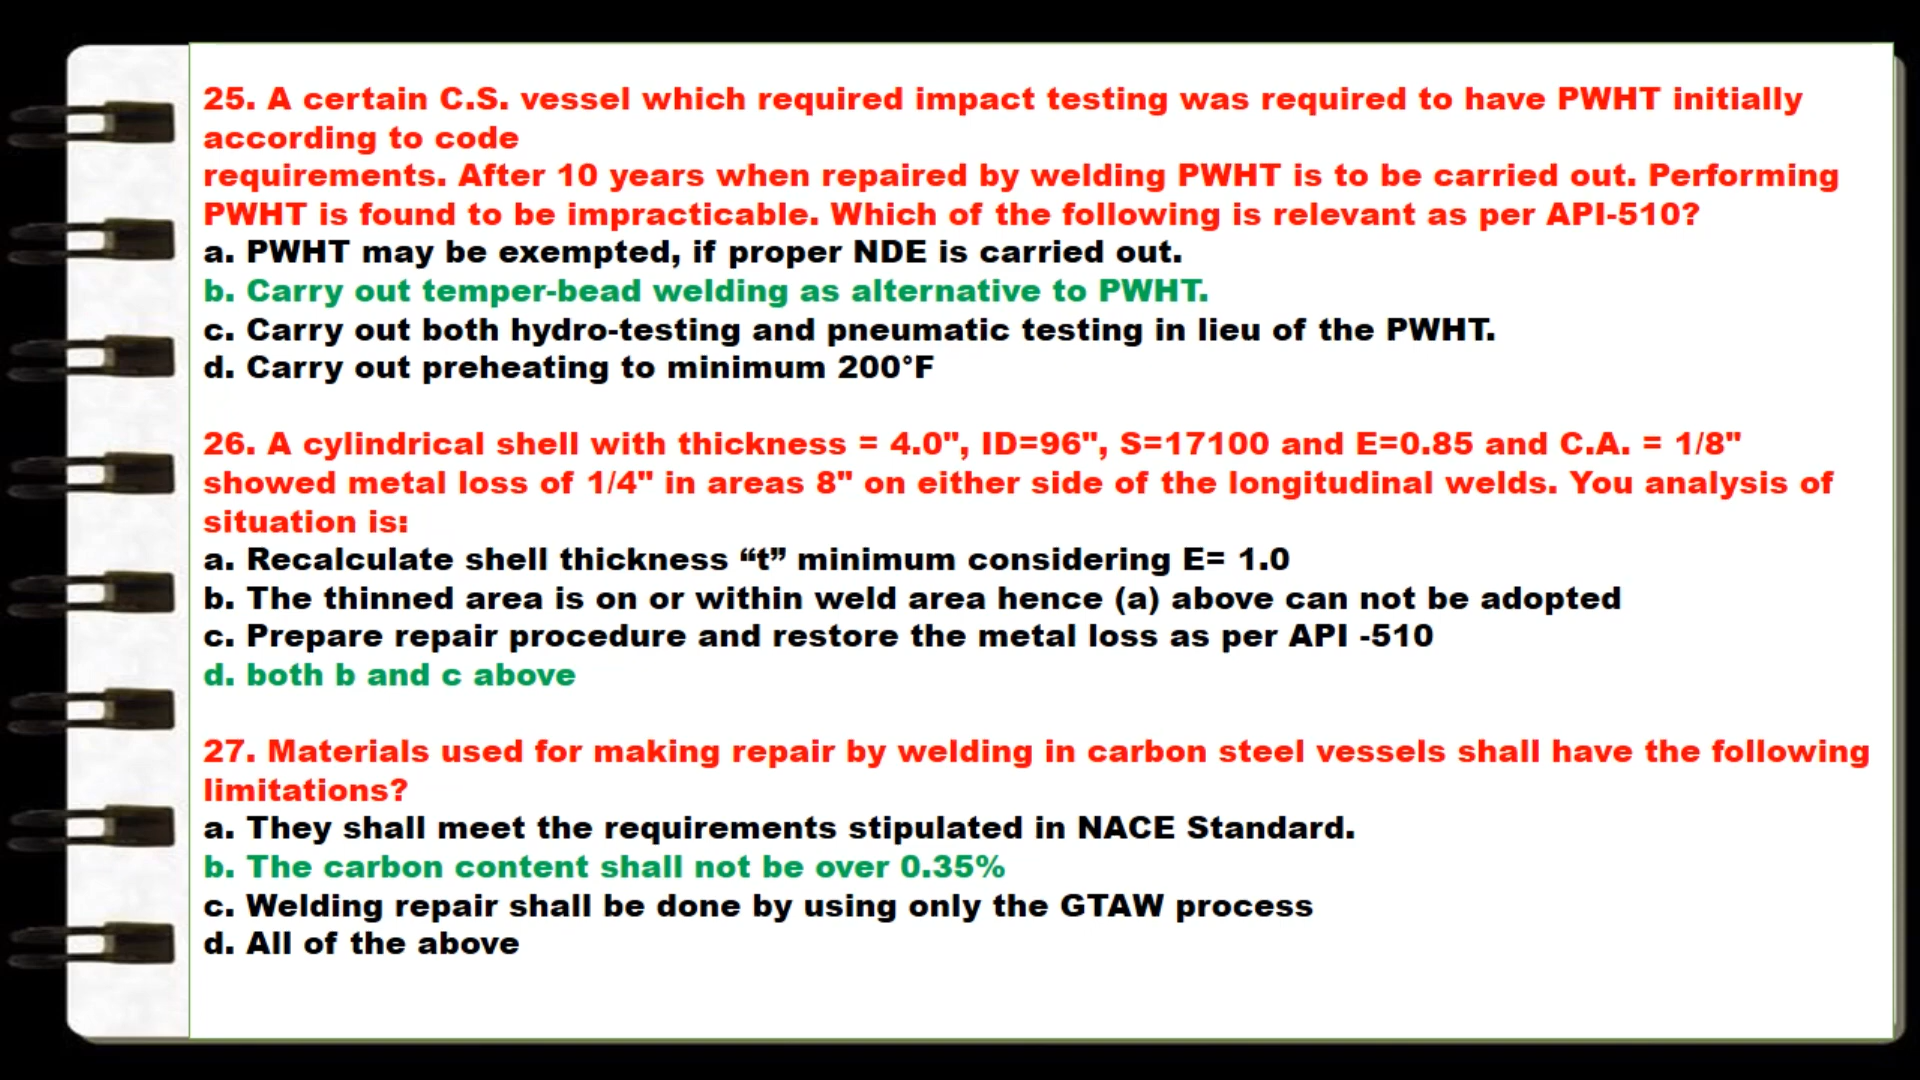 25. A certain C.S. vessel which required impact testing was required to have PWHT initially
according to code
requirements. After 10 years when repaired by welding PWHT is to be carried out. Performing
PWHT is found to be impracticable. Which of the following is relevant as per API-510?
a. PWHT may be exempted, if proper NDE is carried out.
b. Carry out temper-bead welding as alternative to PWHT.
c. Carry out both hydro-testing and pneumatic testing in lieu of the PWHT.
d. Carry out preheating to minimum 200°F
26. A cylindrical shell with thickness = 4.0", ID=96", S=17100 and E=0.85 and C.A. = 1/8"
showed metal loss of 1/4" in areas 8" on either side of the longitudinal welds. You analysis of
situation is:
a. Recalculate shell thickness “t” minimum considering E= 1.0
b. The thinned area is on or within weld area hence (a) above can not be adopted
c. Prepare repair procedure and restore the metal loss as per API -510
d. both b and c above
27. Materials used for making repair by welding in carbon steel vessels shall have the following
limitations?
a. They shall meet the requirements stipulated in NACE Standard.
b. The carbon content shall not be over 0.35%
c. Welding repair shall be done by using only the GTAW process
d. All of the above